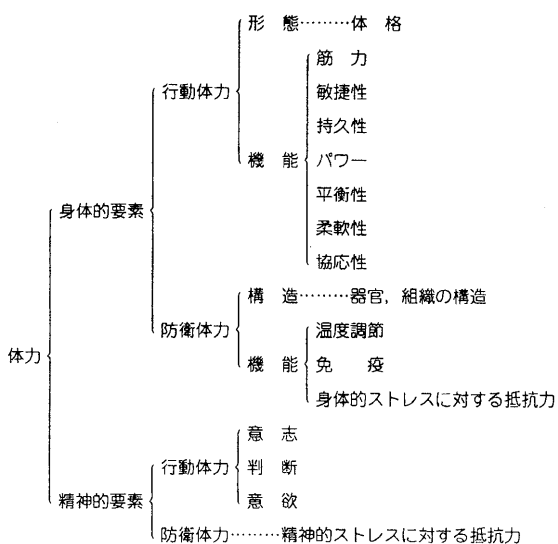 形　態………体　格
筋　力
行動体力
敏捷性
持久性
機　能
パワー
身体的要素
平衡性
柔軟性
協応性
構　造………器官，組織の構造
防衛体力
温度調節
体力
機　能
免　疫
身体的ストレスに対する抵抗力
意　志
行動体力
判　断
精神的要素
意　欲
防衛体力………精神的ストレスに対する抵抗力